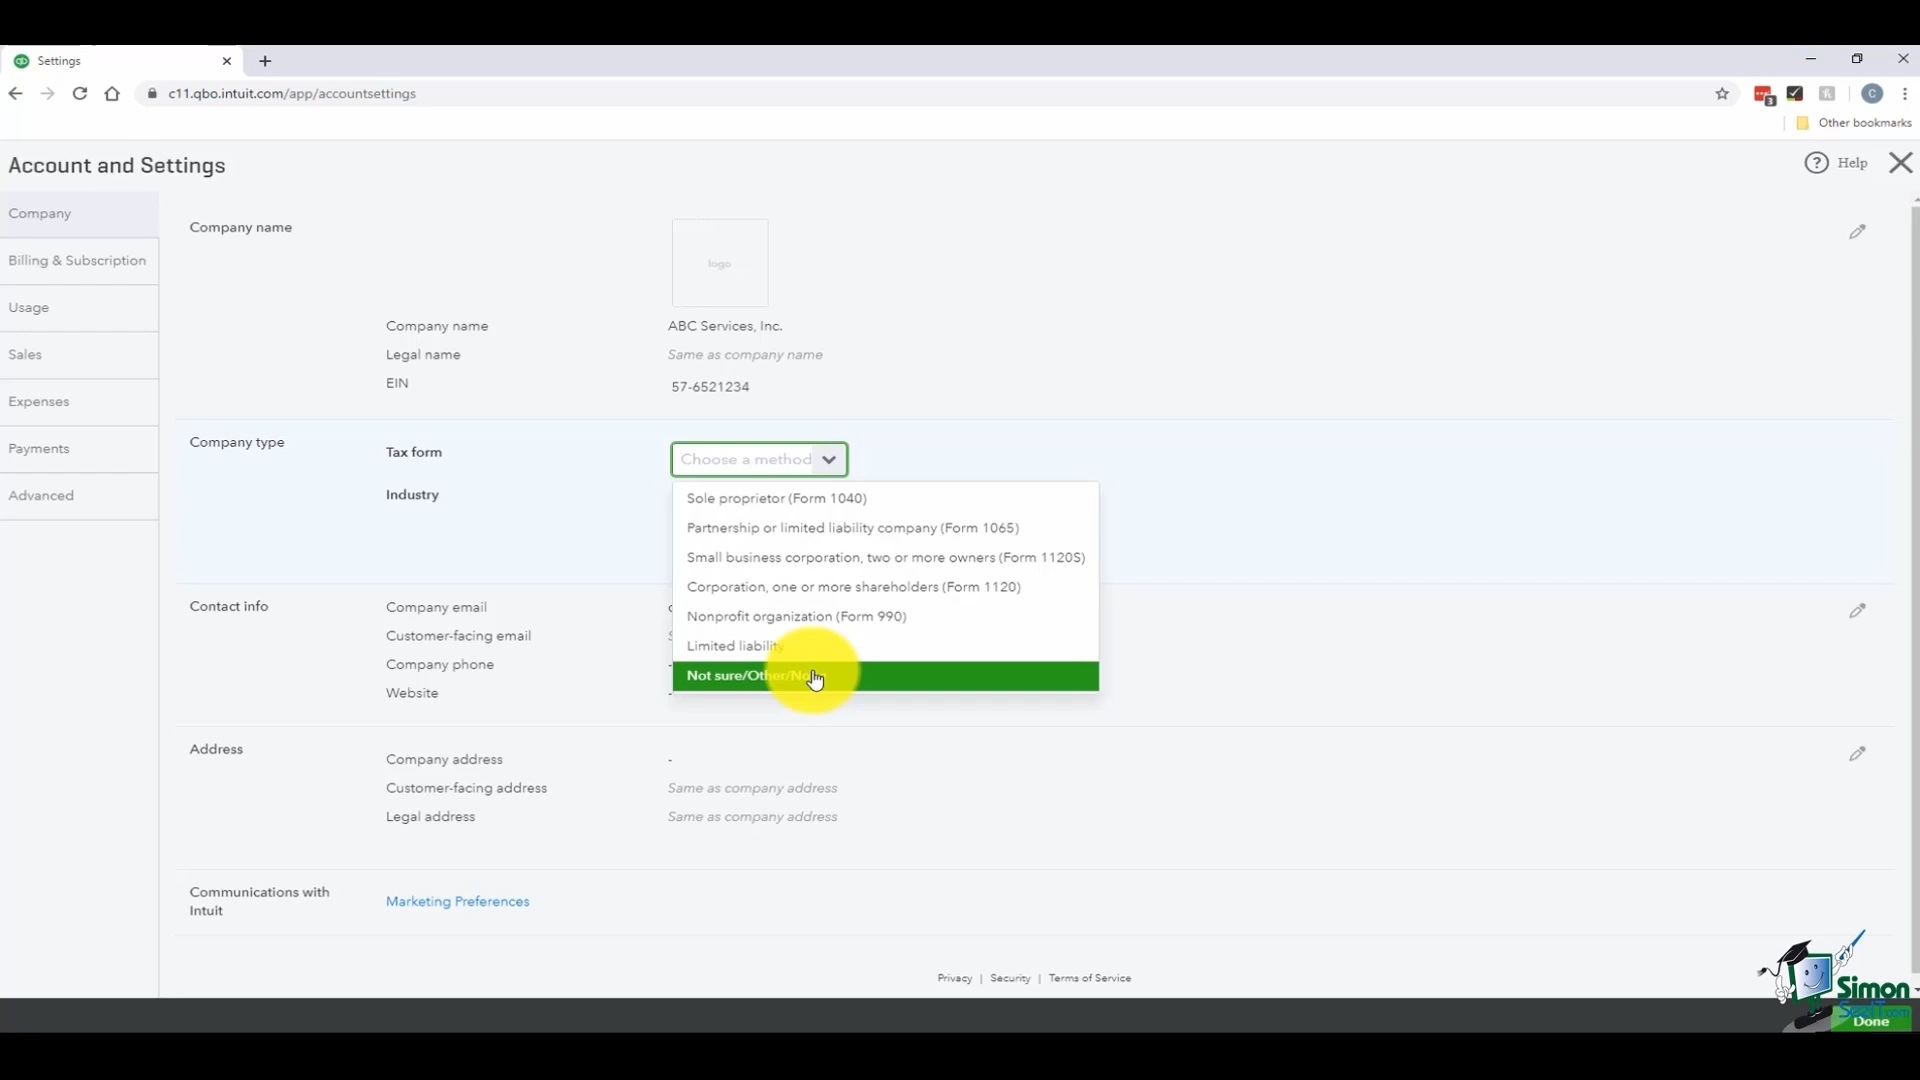 Settings
c11.qbo.intuit.com/app/accountsettings
3
C
Other bookmarks
Account and Settings
? Help
Company
Billing & Subscription
Usage
Sales
Expenses
Payments
Advanced
Company name
logo
Company name ABC Services, Inc.
Legal name Same as company name
EIN 57-6521234
Company type
Tax form Choose a method
Industry
Sole proprietor (Form 1040)
Partnership or limited liability company (Form 1065)
Small business corporation, two or more owners (Form 1120S)
Corporation, one or more shareholders (Form 1120)
Nonprofit organization (Form 990)
Limited liability
Not sure/Other/
Contact info
Company email
Customer-facing email
Company phone -
Website -
Address
Company address -
Customer-facing address Same as company address
Legal address Same as company address
Communications with
Intuit
Marketing Preferences
Privacy | Security | Terms of Service
Simon
SezIT.com
Done